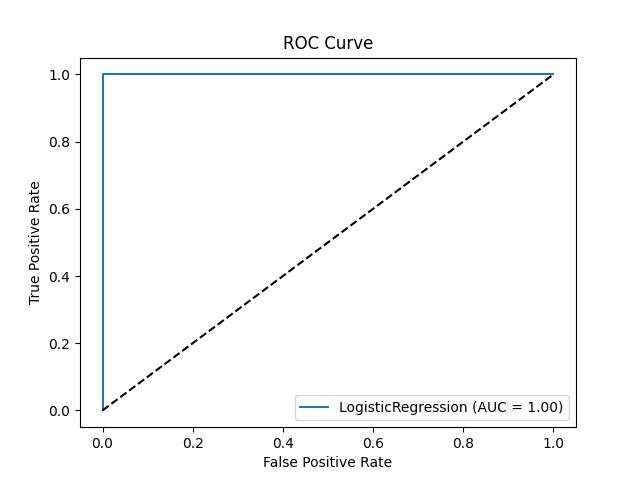 ROC Curve
1.0
0.8
0.6
0.4
0.2
0.0
True Positive Rate
LogisticRegression (AUC = 1.00)
0.0 0.2 0.4 0.6 0.8 1.0
False Positive Rate